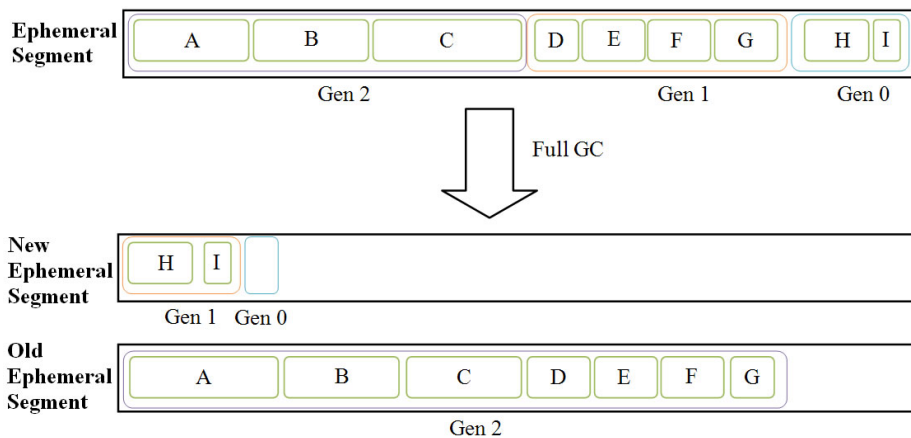 Ephemeral
Segment
A B C D E F G H I
Gen 2 Gen 1 Gen 0
Full GC
New
Ephemeral
Segment
H I
Gen 1 Gen 0
Old
Ephemeral
Segment
A B C D E F G
Gen 2